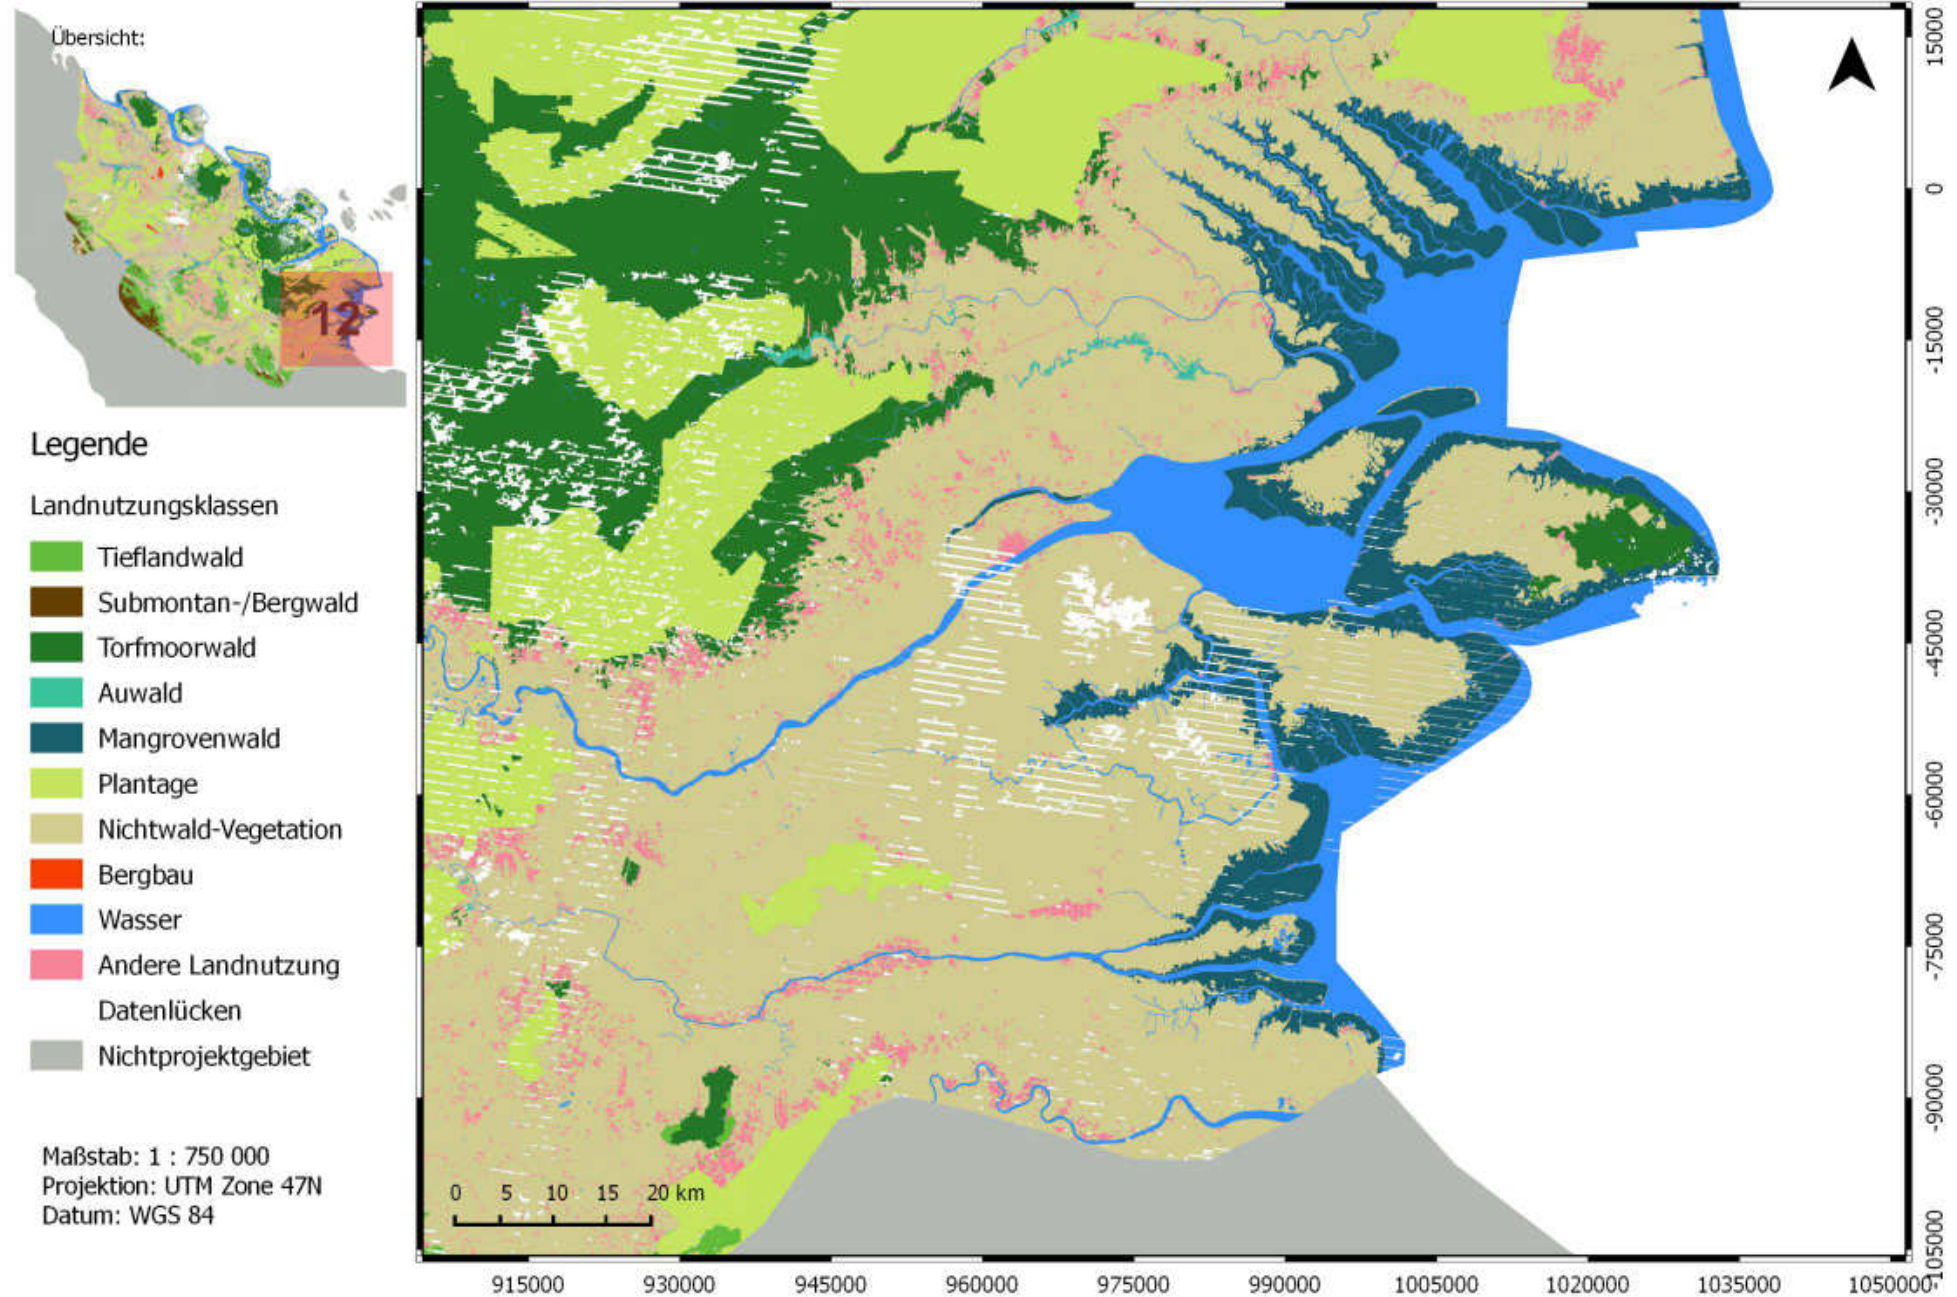 Übersicht:
12
Legende
Landnutzungsklassen
Tieflandwald
Submontan-/Bergwald
Torfmoorwald
Auwald
Mangrovenwald
Plantage
Nichtwald-Vegetation
Bergbau
Wasser
Andere Landnutzung
Datenlücken
Nichtprojektgebiet
Maßstab: 1 : 750 000
Projektion: UTM Zone 47N
Datum: WGS 84
0 5 10 15 20 km
915000 930000 945000 960000 975000 990000 1005000 1020000 1035000 1050000
15000
0
-15000
-30000
-45000
-60000
-75000
-90000
-105000